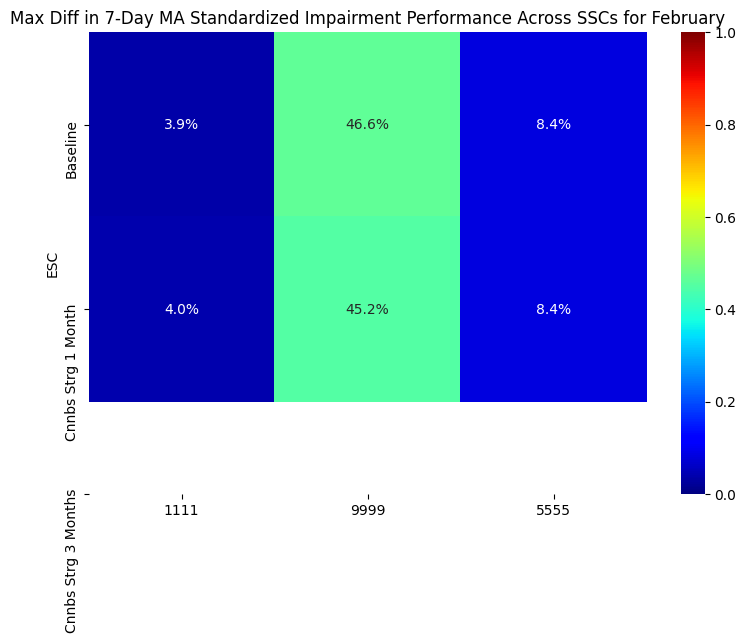 Max Diff in 7-Day MA Standardized Impairment Performance Across SSCs for February
ESC
Baseline
3.9% 46.6% 8.4%
Cnnbs Strg 1 Month
4.0% 45.2% 8.4%
Cnnbs Strg 3 Months
1111 9999 5555
1.0
0.8
0.6
0.4
0.2
0.0